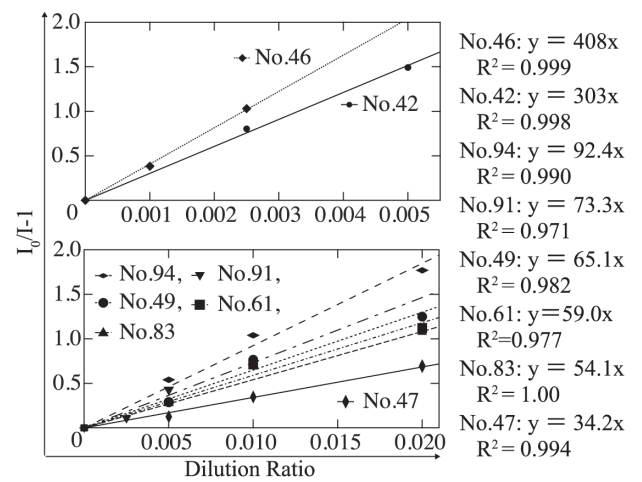 2.0
1.5
1.0
0.5
0
No.46
No.42
0.001 0.002 0.003 0.004 0.005
I₀/I-1
2.0
1.5
1.0
0.5
0
No.94, No.91,
No.49, No.61,
No.83
No.47
0.005 0.010 0.015 0.020
Dilution Ratio
No.46: y = 408x
R² = 0.999
No.42: y = 303x
R² = 0.998
No.94: y = 92.4x
R² = 0.990
No.91: y = 73.3x
R² = 0.971
No.49: y = 65.1x
R² = 0.982
No.61: y=59.0x
R²=0.977
No.83: y = 54.1x
R² = 1.00
No.47: y = 34.2x
R² = 0.994